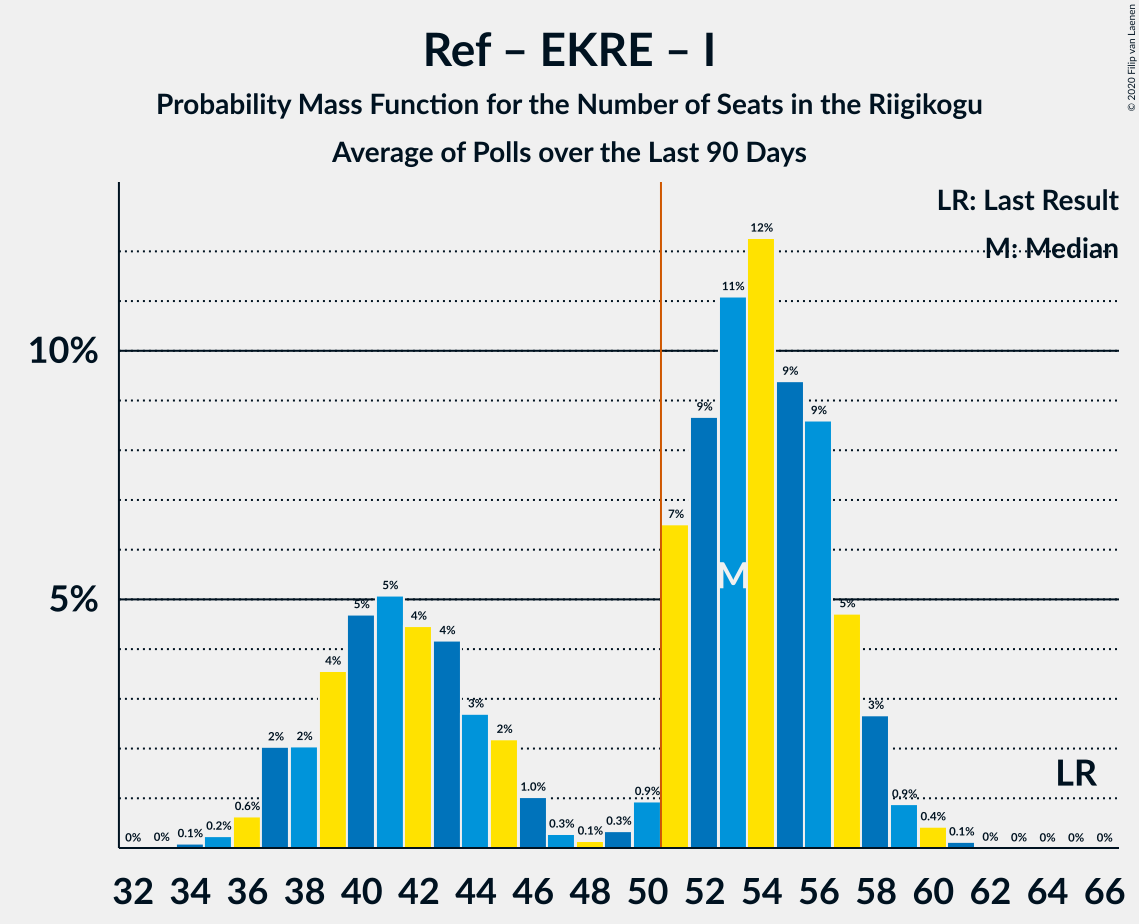 Ref – EKRE – I
Probability Mass Function for the Number of Seats in the Riigikogu
Average of Polls over the Last 90 Days
© 2020 Filip van Laenen
LR: Last Result
M: Median
10%
5%
0% 0% 0.1% 0.2% 0.6% 2% 2% 4% 5% 5% 4% 4% 3% 2% 1.0% 0.3% 0.1% 0.3% 0.9% 7% 9% 11% 12% 9% 9% 5% 3% 0.9% 0.4% 0.1% 0% 0% 0% 0% 0%
M
LR
32 34 36 38 40 42 44 46 48 50 52 54 56 58 60 62 64 66